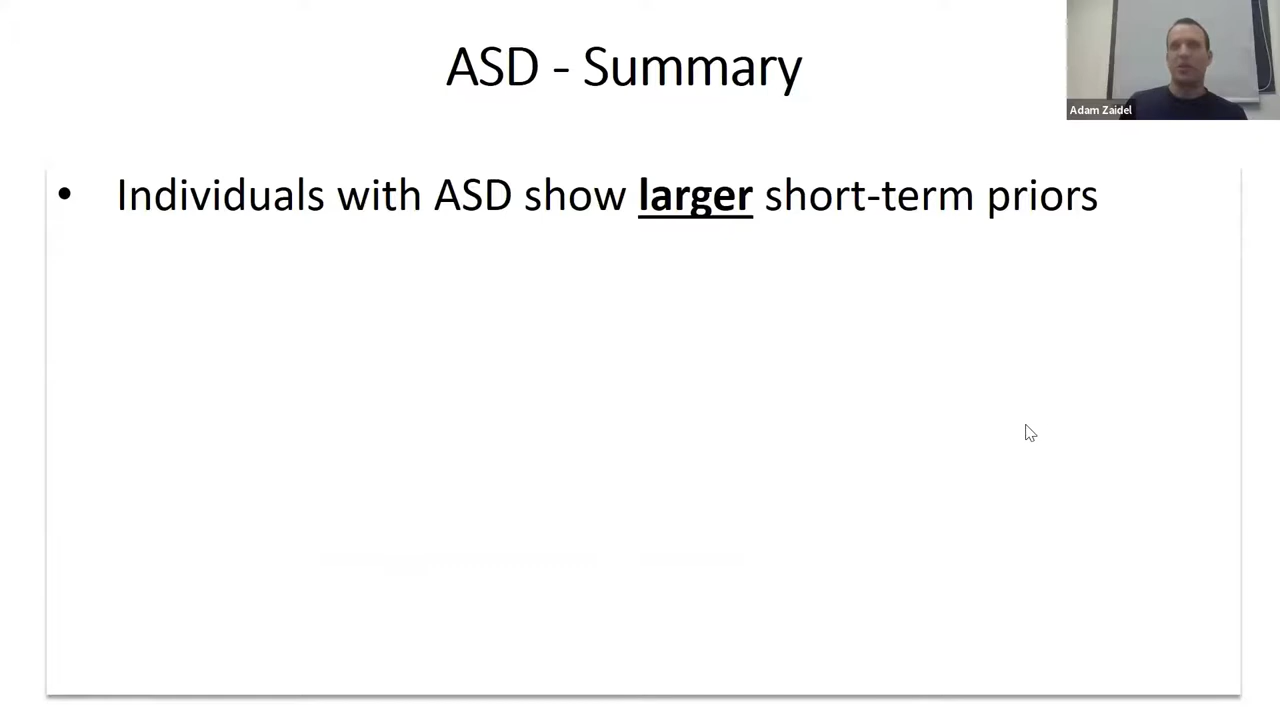 ASD - Summary
Adam Zaidel
• Individuals with ASD show larger short-term priors